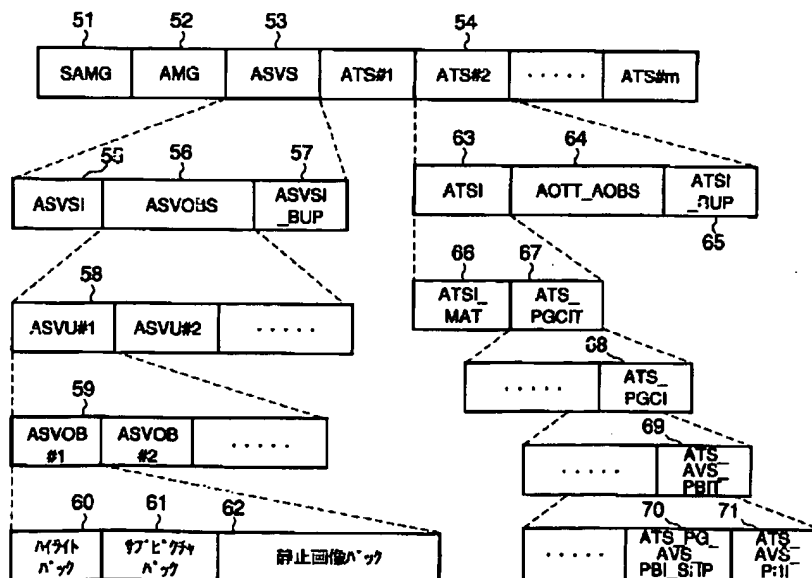 51 52 53 54
SAMG AMG ASVS ATS#1 ATS#2 ····· ATS#m
55 56 57
ASVSI ASVOBS ASVSI
_BUP
63 64
ATSI AOTT_AOBS ATSI
_BUP
65
58
ASVU#1 ASVU#2 ·····
66 67
ATSI_
MAT
ATS_
PGCIT
59
ASVOB
#1
ASVOB
#2
·····
68
····· ATS_
PGCI
69
····· ATS_
AVS_
PBIT
60 61 62
ハイライト
パック
サブピクチャ
パック
静止画像パック
70 71
····· ATS_PG_
AVS_
PBI_SRP
ATS_
AVS_